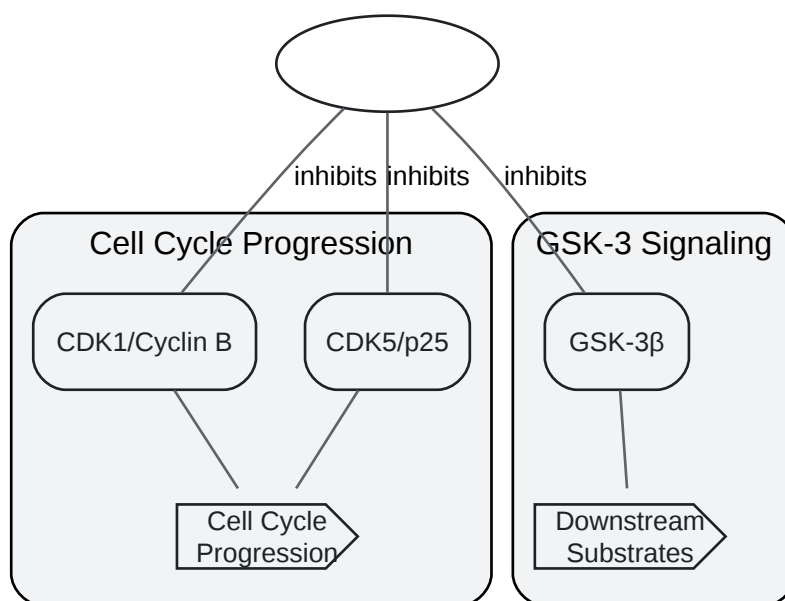 inhibits inhibits inhibits
Cell Cycle Progression
GSK-3 Signaling
CDK1/Cyclin B
CDK5/p25
GSK-3β
Cell Cycle
Progression
Downstream
Substrates